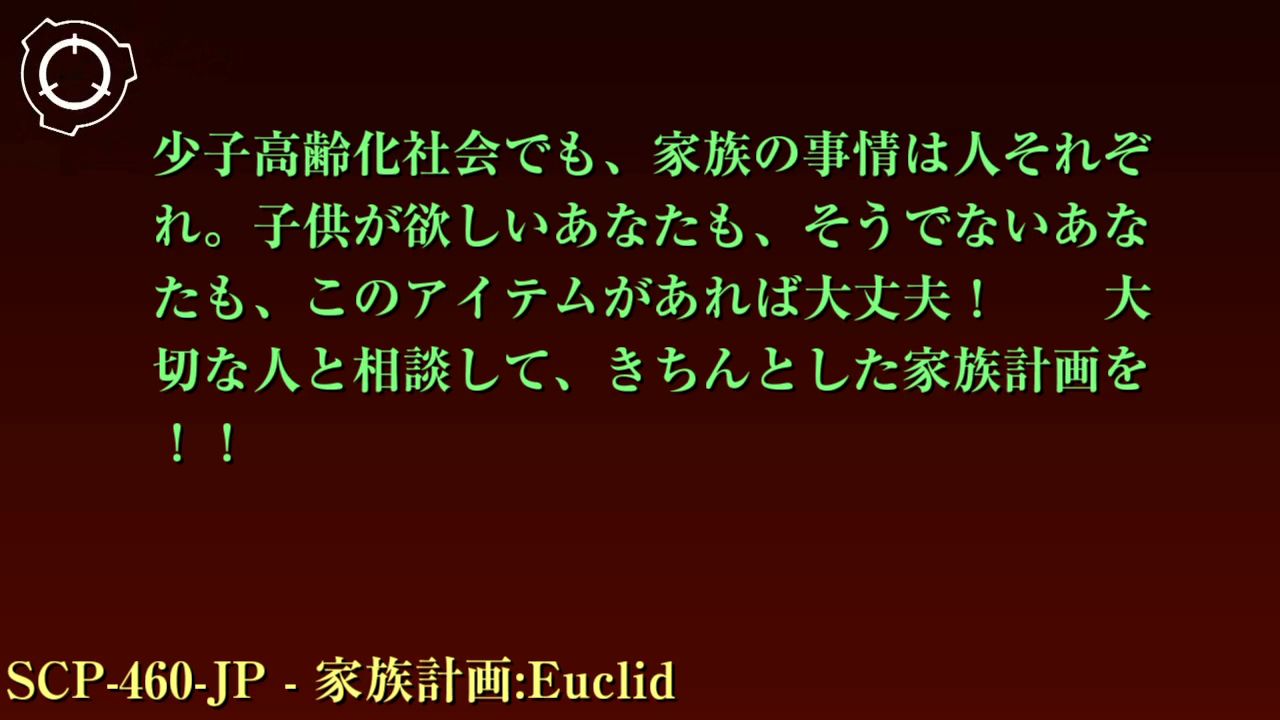 少子高齢化社会でも、家族の事情は人それぞ
れ。子供が欲しいあなたも、そうでないあな
たも、このアイテムがあれば大丈夫！　　大
切な人と相談して、きちんとした家族計画を
！！
SCP-460-JP - 家族計画:Euclid